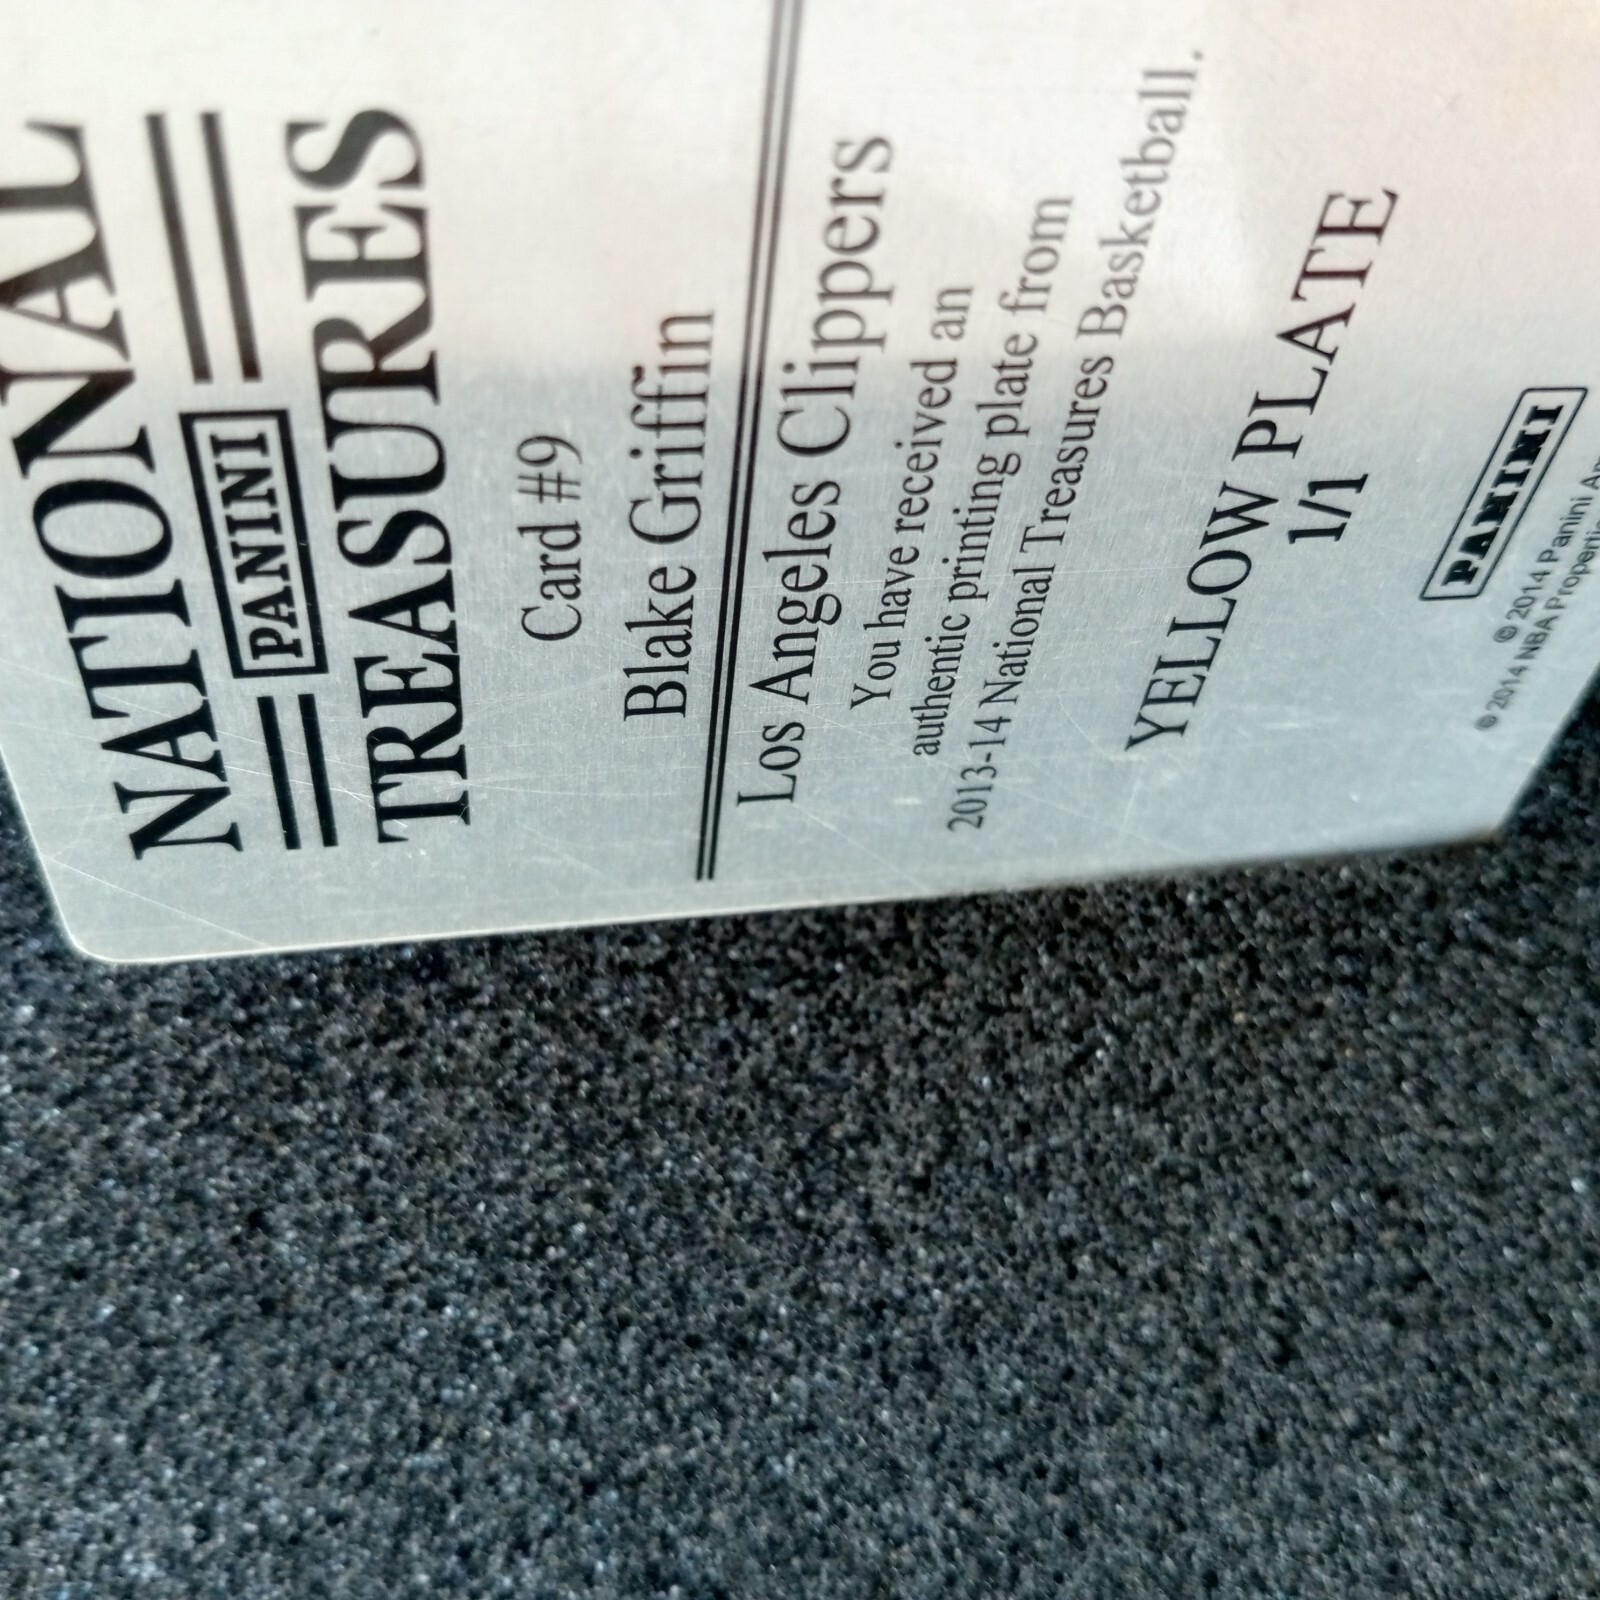 NATIONAL
PANINI
TREASURES
Card #9
Blake Griffin
Los Angeles Clippers
You have received an
authentic printing plate from
2013-14 National Treasures Basketball.
YELLOW PLATE
1/1
PANINI
© 2014 Panini
© 2014 NBA